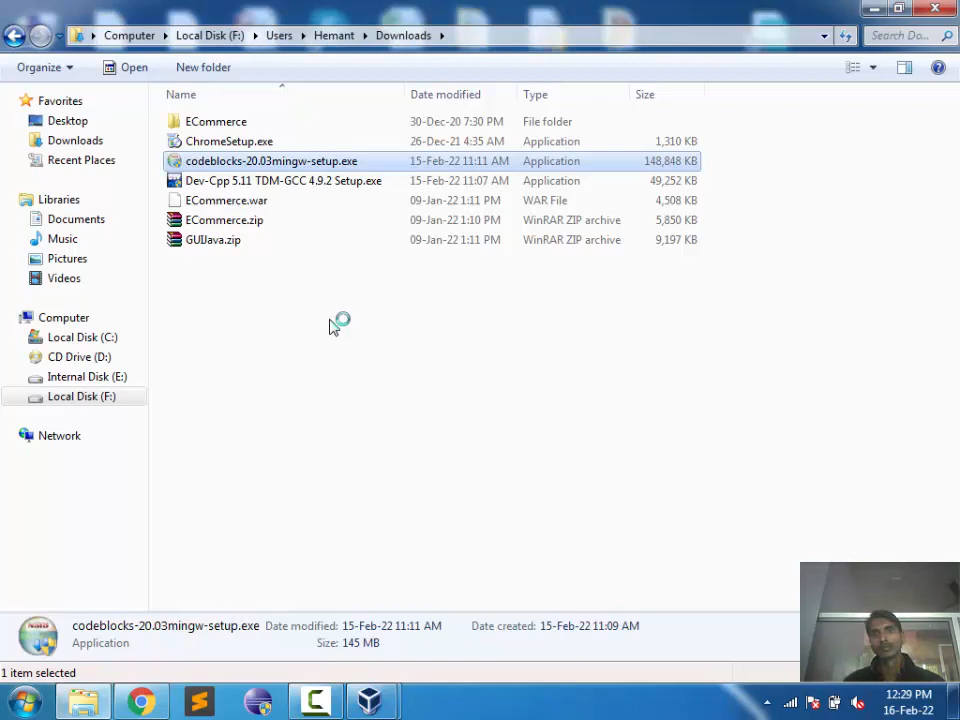 Computer Local Disk (F:) Users Hemant Downloads Search Do...
Organize Open New folder
Name Date modified Type Size
Favorites
Desktop
Downloads
Recent Places
Libraries
Documents
Music
Pictures
Videos
Computer
Local Disk (C:)
CD Drive (D:)
Internal Disk (E:)
Local Disk (F:)
Network
ECommerce 30-Dec-20 7:30 PM File folder
ChromeSetup.exe 26-Dec-21 4:35 AM Application 1,310 KB
codeblocks-20.03mingw-setup.exe 15-Feb-22 11:11 AM Application 148,848 KB
Dev-Cpp 5.11 TDM-GCC 4.9.2 Setup.exe 15-Feb-22 11:07 AM Application 49,252 KB
ECommerce.war 09-Jan-22 1:11 PM WAR File 4,508 KB
ECommerce.zip 09-Jan-22 1:10 PM WinRAR ZIP archive 5,850 KB
GUIJava.zip 09-Jan-22 1:11 PM WinRAR ZIP archive 9,197 KB
codeblocks-20.03mingw-setup.exe Date modified: 15-Feb-22 11:11 AM Date created: 15-Feb-22 11:09 AM
Application Size: 145 MB
1 item selected
12:29 PM
16-Feb-22